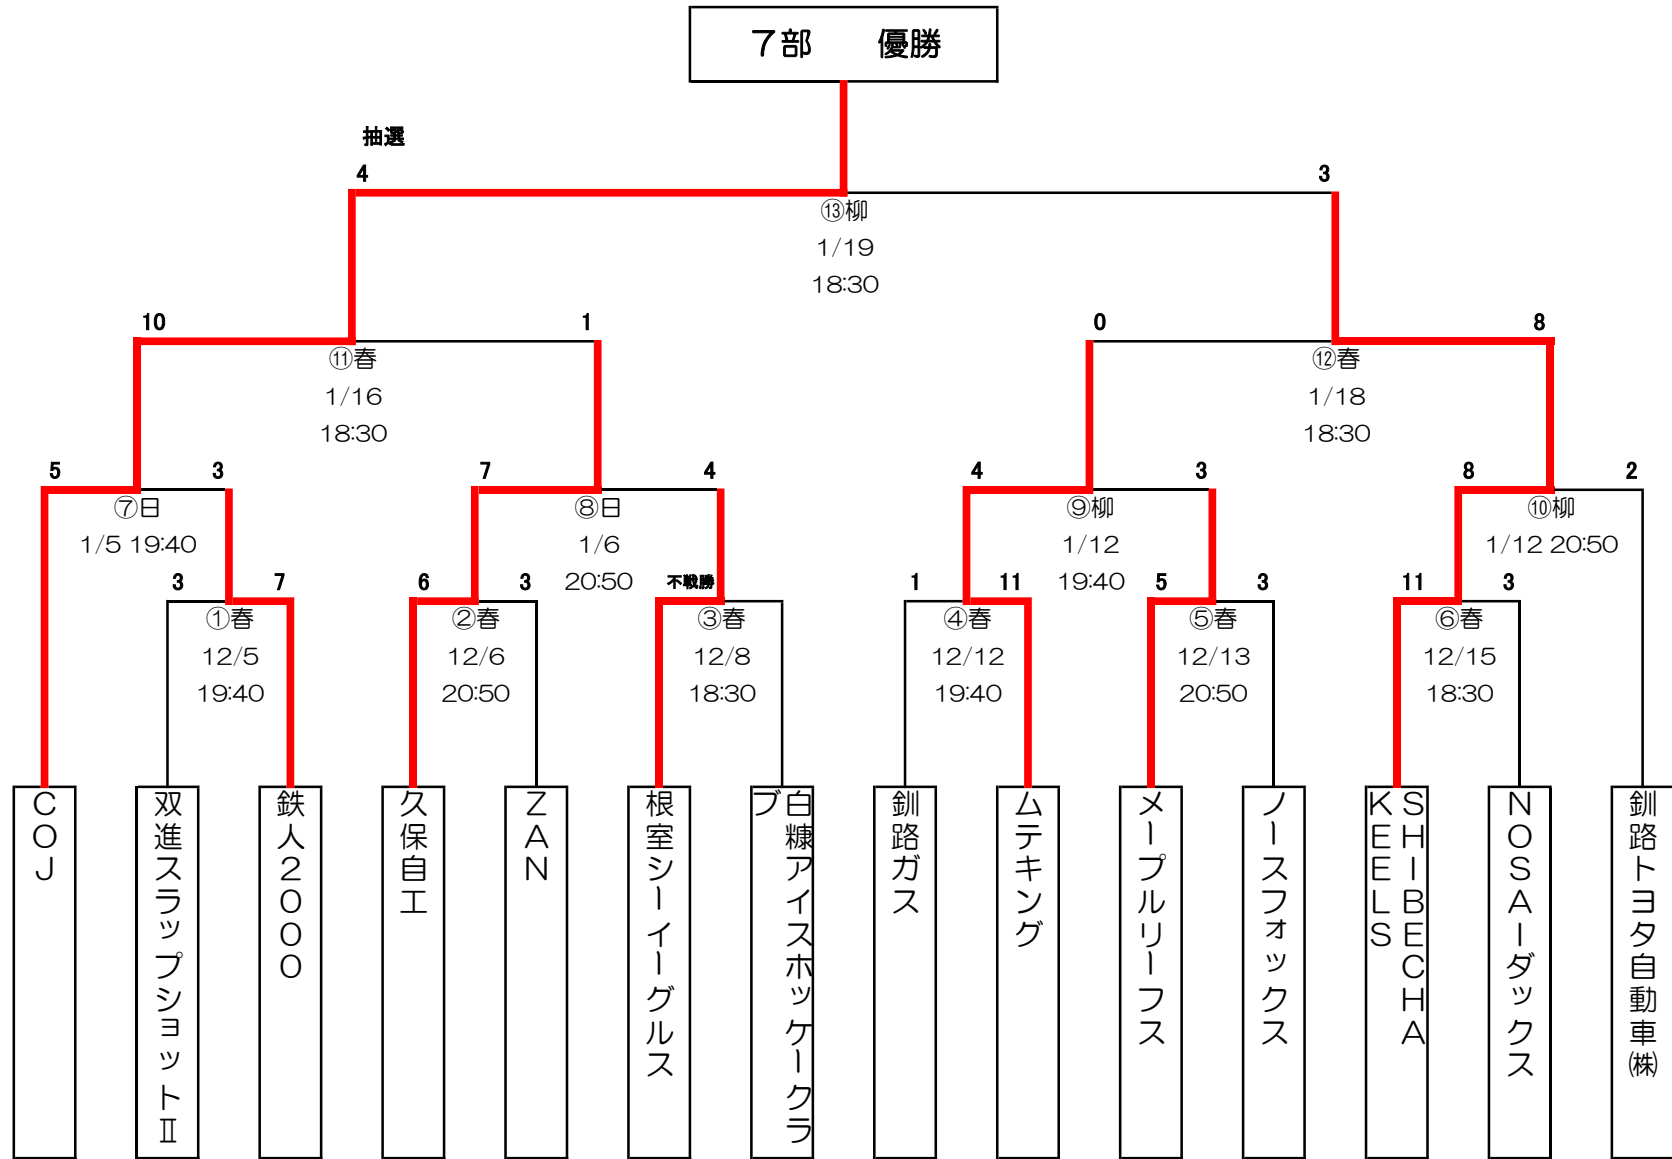 ７部　優勝
抽選
4
3
⑬柳
1/19
18:30
10
1
0
8
⑪春
1/16
18:30
⑫春
1/18
18:30
5
3
7
4
4
3
8
2
⑦日
1/5 19:40
⑧日
1/6
20:50
⑨柳
1/12
19:40
⑩柳
1/12 20:50
3
7
6
3
不戦勝
1
11
5
3
11
3
①春
12/5
19:40
②春
12/6
20:50
③春
12/8
18:30
④春
12/12
19:40
⑤春
12/13
20:50
⑥春
12/15
18:30
ＣＯＪ
双進スラップショットⅡ
鉄人２０００
久保自工
ＺＡＮ
根室シーイーグルス
白糠アイスホッケークラ
ブ
釧路ガス
ムテキング
メープルリーフス
ノースフォックス
ＳＨＩＢＥＣＨＡ
ＫＥＥＬＳ
ＮＯＳＡＩーダックス
釧路トヨタ自動車㈱